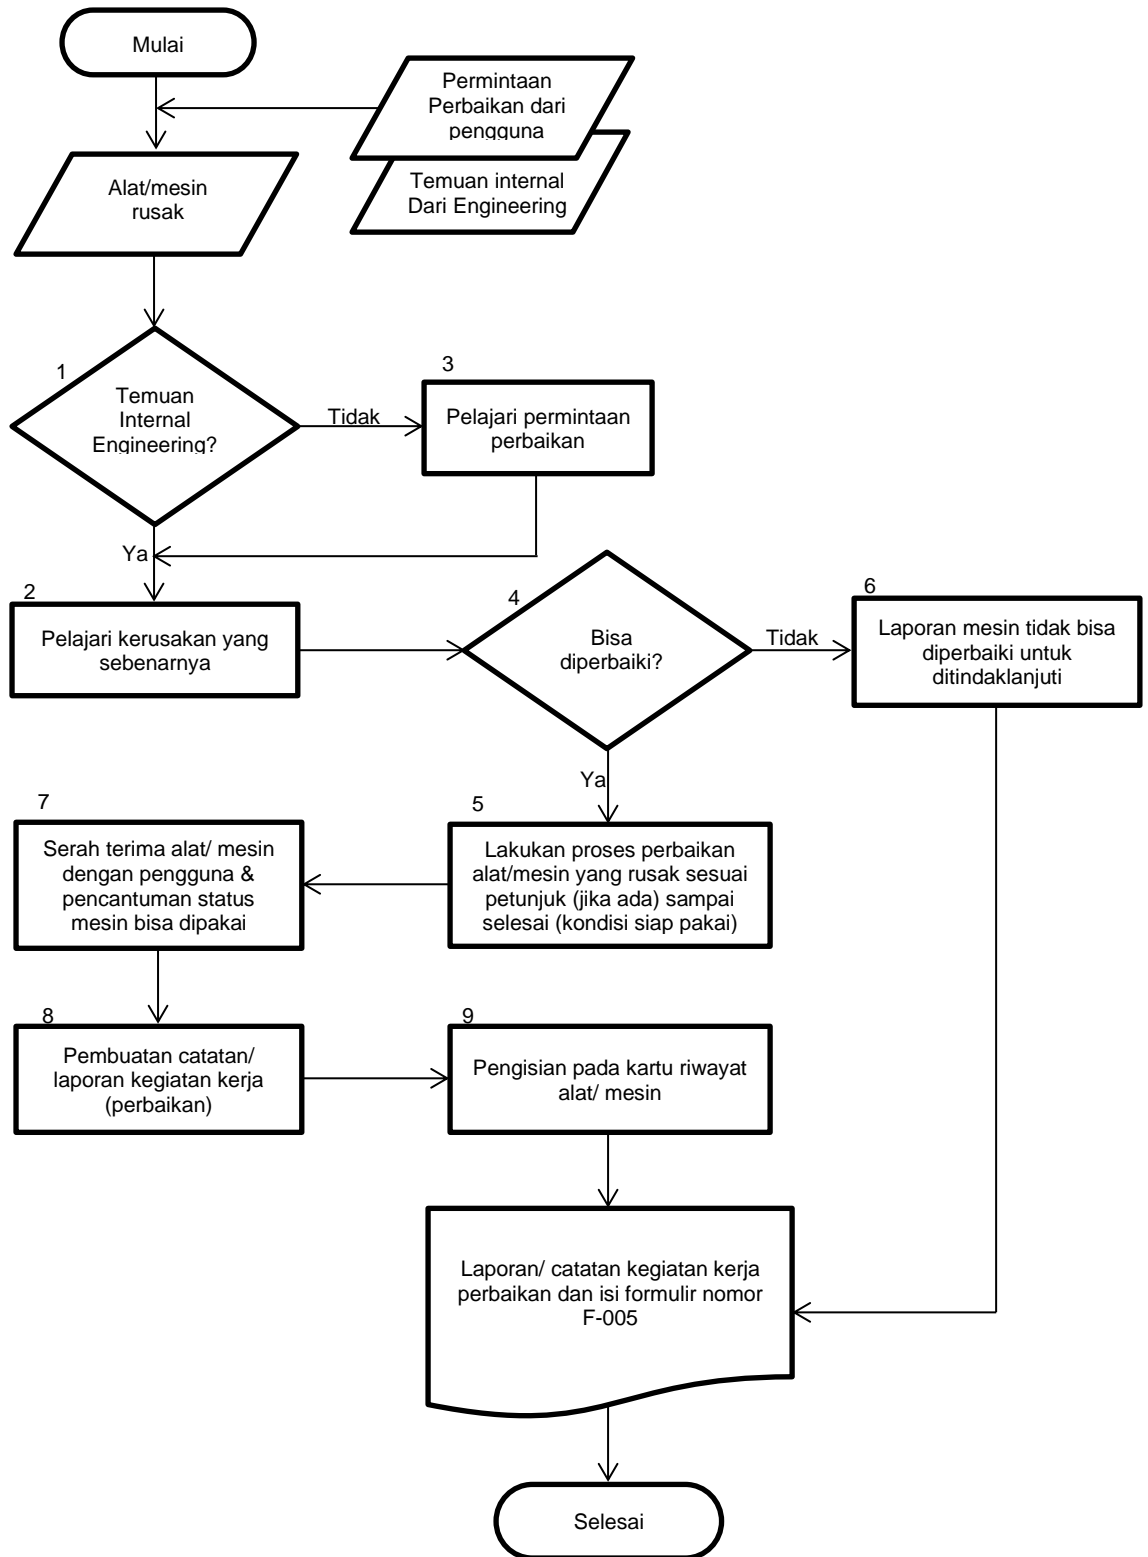 Mulai
Permintaan
Perbaikan dari
pengguna
Temuan internal
Dari Engineering
Alat/mesin
rusak
1
Temuan
Internal
Engineering?
Tidak
3
Pelajari permintaan
perbaikan
Ya
2
Pelajari kerusakan yang
sebenarnya
4
Bisa
diperbaiki?
Tidak
6
Laporan mesin tidak bisa
diperbaiki untuk
ditindaklanjuti
Ya
5
Lakukan proses perbaikan
alat/mesin yang rusak sesuai
petunjuk (jika ada) sampai
selesai (kondisi siap pakai)
7
Serah terima alat/ mesin
dengan pengguna &
pencantuman status
mesin bisa dipakai
8
Pembuatan catatan/
laporan kegiatan kerja
(perbaikan)
9
Pengisian pada kartu riwayat
alat/ mesin
Laporan/ catatan kegiatan kerja
perbaikan dan isi formulir nomor
F-005
Selesai